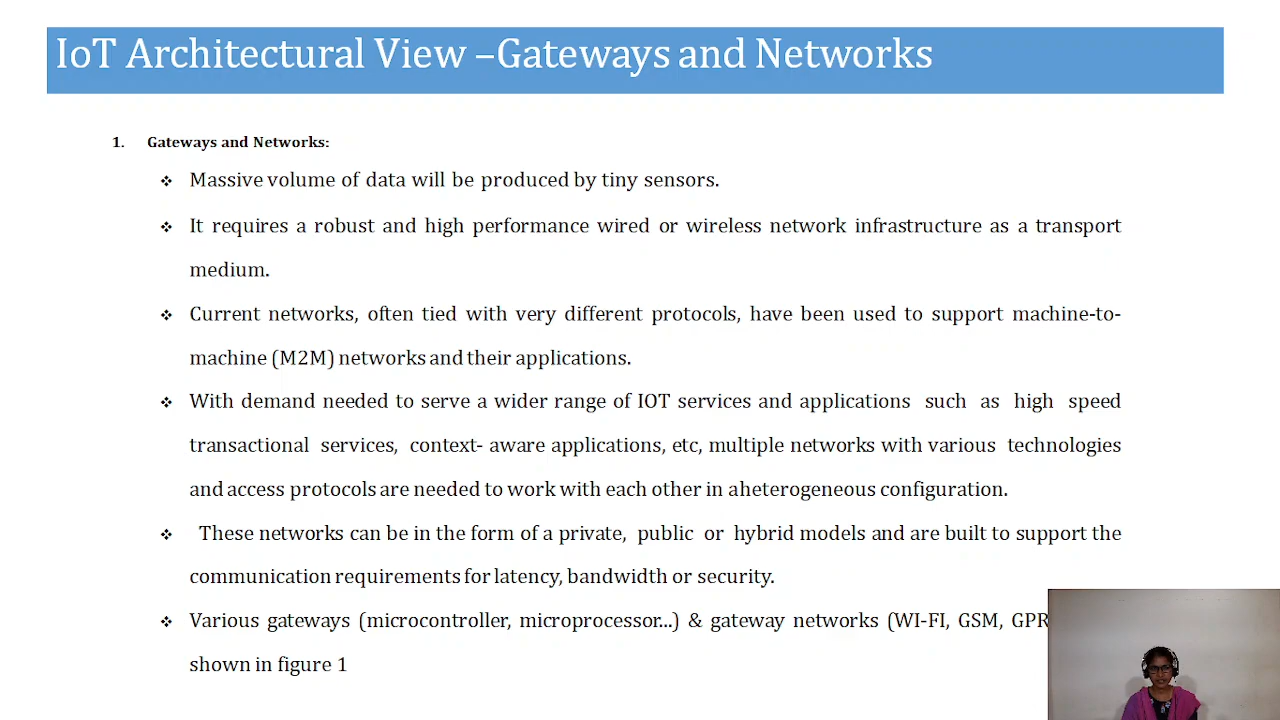 IoT Architectural View –Gateways and Networks
1. Gateways and Networks:
❖ Massive volume of data will be produced by tiny sensors.
❖ It requires a robust and high performance wired or wireless network infrastructure as a transport
medium.
❖ Current networks, often tied with very different protocols, have been used to support machine-to-
machine (M2M) networks and their applications.
❖ With demand needed to serve a wider range of IOT services and applications such as high speed
transactional services, context- aware applications, etc, multiple networks with various technologies
and access protocols are needed to work with each other in aheterogeneous configuration.
❖ These networks can be in the form of a private, public or hybrid models and are built to support the
communication requirements for latency, bandwidth or security.
❖ Various gateways (microcontroller, microprocessor...) & gateway networks (WI-FI, GSM, GPR
shown in figure 1